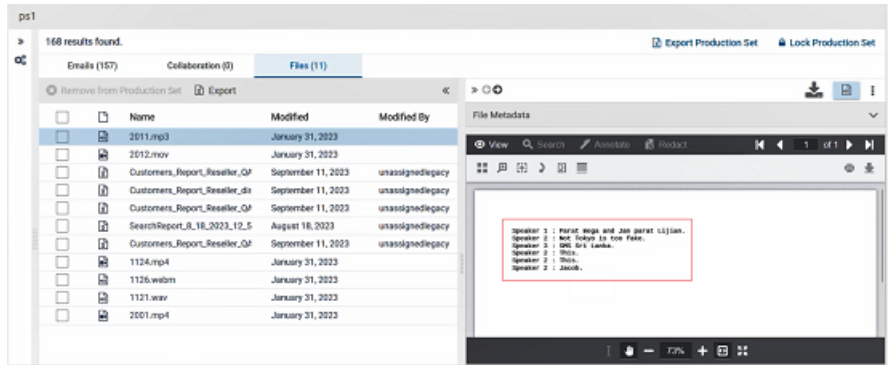 ps1
168 results found.
Export Production Set
Lock Production Set
Emails (157)
Collaboration (0)
Files (11)
Remove from Production Set
Export
Name Modified Modified By
2011.mp3 January 31, 2023
2012.mov January 31, 2023
Customers_Report_Reseller_QA September 11, 2023 unassignedlegacy
Customers_Report_Reseller_dis September 11, 2023 unassignedlegacy
Customers_Report_Reseller_QA September 11, 2023 unassignedlegacy
SearchReport_8_18_2023_12_5 August 18, 2023 unassignedlegacy
Customers_Report_Reseller_QA September 11, 2023 unassignedlegacy
1124.mp4 January 31, 2023
1126.webm January 31, 2023
1121.wav January 31, 2023
2001.mp4 January 31, 2023
File Metadata
View Search Annotate Redact
1 of 1
Speaker 1 : Parat Mega and Jam parat Lijian.
Speaker 2 : Not Tokyo is too Fake.
Speaker 3 : SMS Sri Lanka.
Speaker 2 : This.
Speaker 2 : This.
Speaker 2 : Jacob.
73%